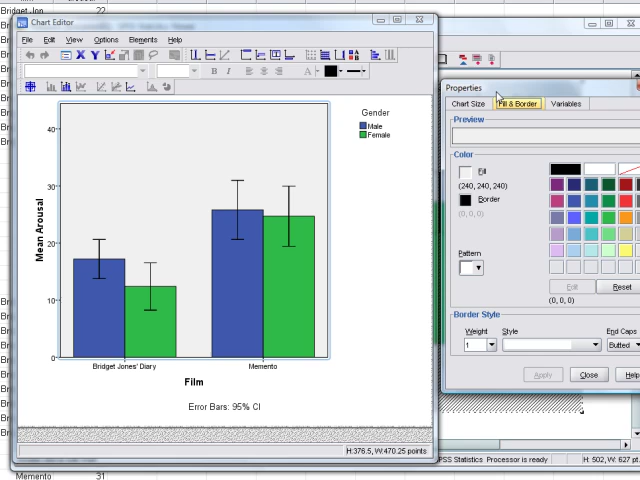 Bridget Jon 22
Chart Editor
File Edit View Options Elements Help
X Y
B I
A
Gender
Male
Female
40
30
20
10
0
Mean Arousal
Bridget Jones' Diary Memento
Film
Error Bars: 95% CI
H:376.5, W:470.25 points
Memento 31
Properties
Chart Size Fill & Border Variables
Preview
Color
Fill
(240, 240, 240)
Border
(0, 0, 0)
Pattern
Edit Reset
(0, 0, 0)
Border Style
Weight Style End Caps
1 Butted
Apply Close Help
PSS Statistics Processor is ready H: 502, W: 627 pt.